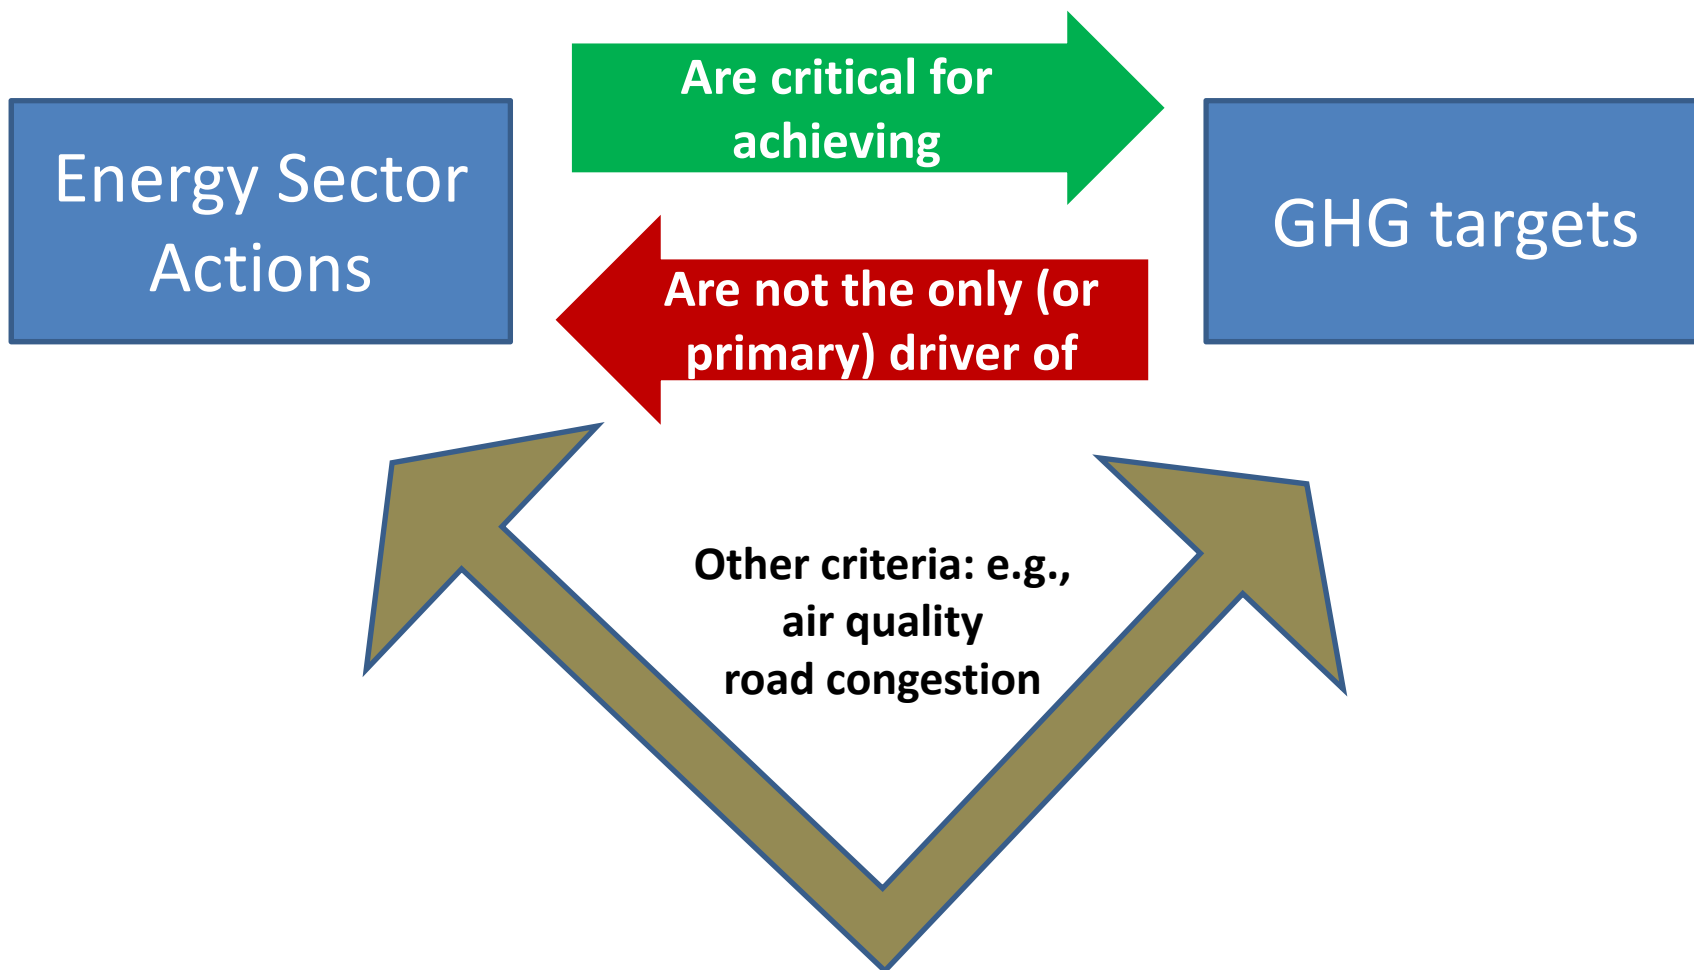 Are critical for
achieving
Energy Sector
Actions
GHG targets
Are not the only (or
primary) driver of
Other criteria: e.g.,
air quality
road congestion